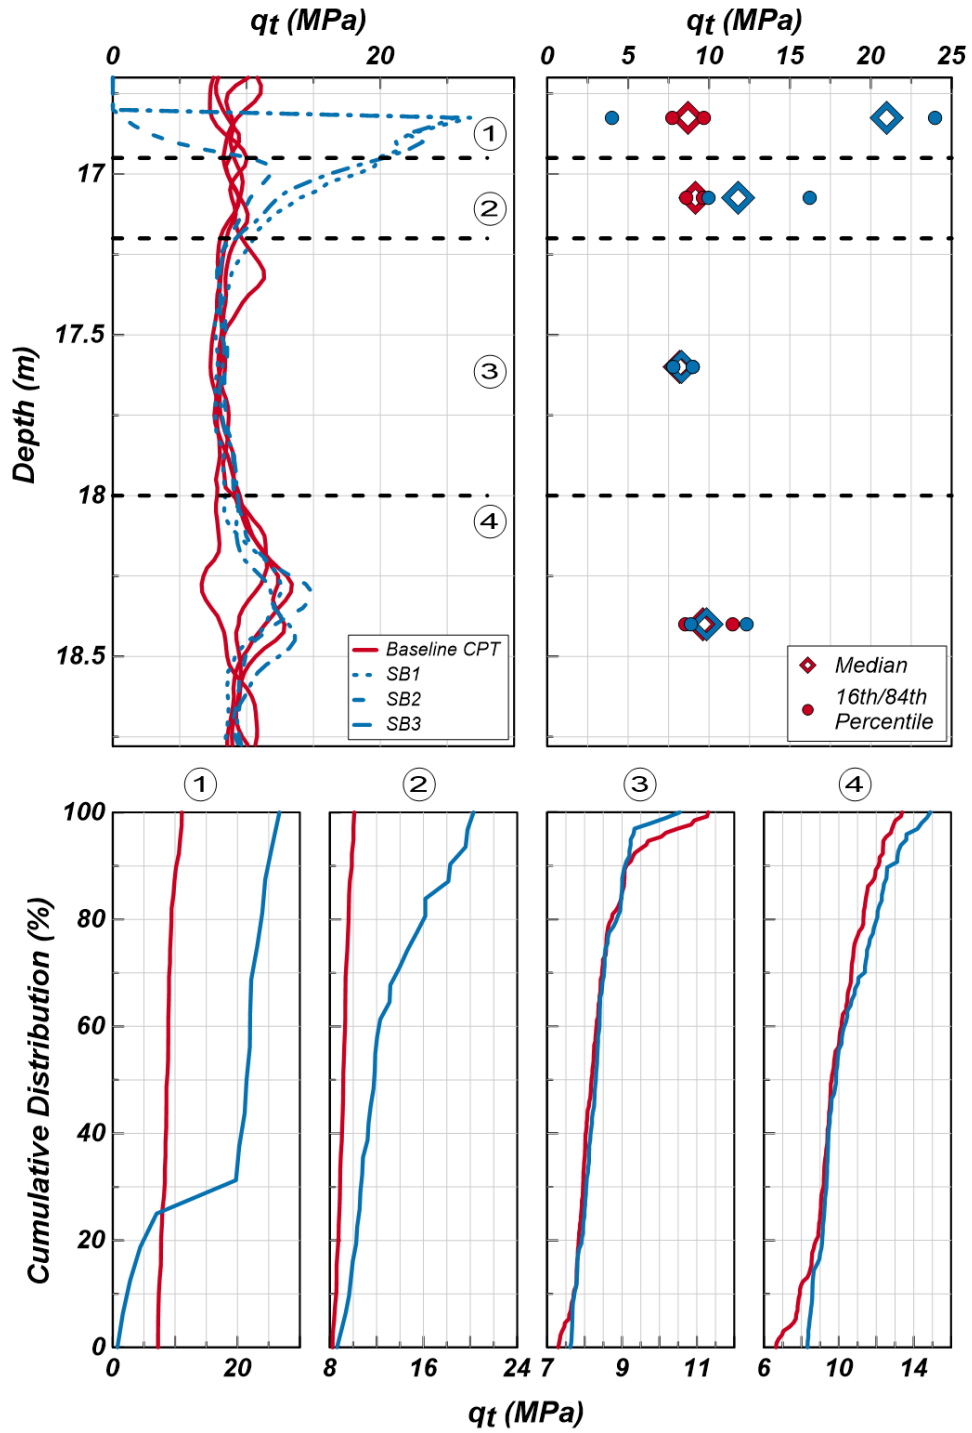 qt (MPa)
qt (MPa)
0 20
0 5 10 15 20 25
Depth (m)
17
17.5
18
18.5
1
2
3
4
Baseline CPT
SB1
SB2
SB3
Median
16th/84th
Percentile
1 2 3 4
Cumulative Distribution (%)
100
80
60
40
20
0
0 20
8 12 16 20 24
7 9 11
6 10 14
qt (MPa)